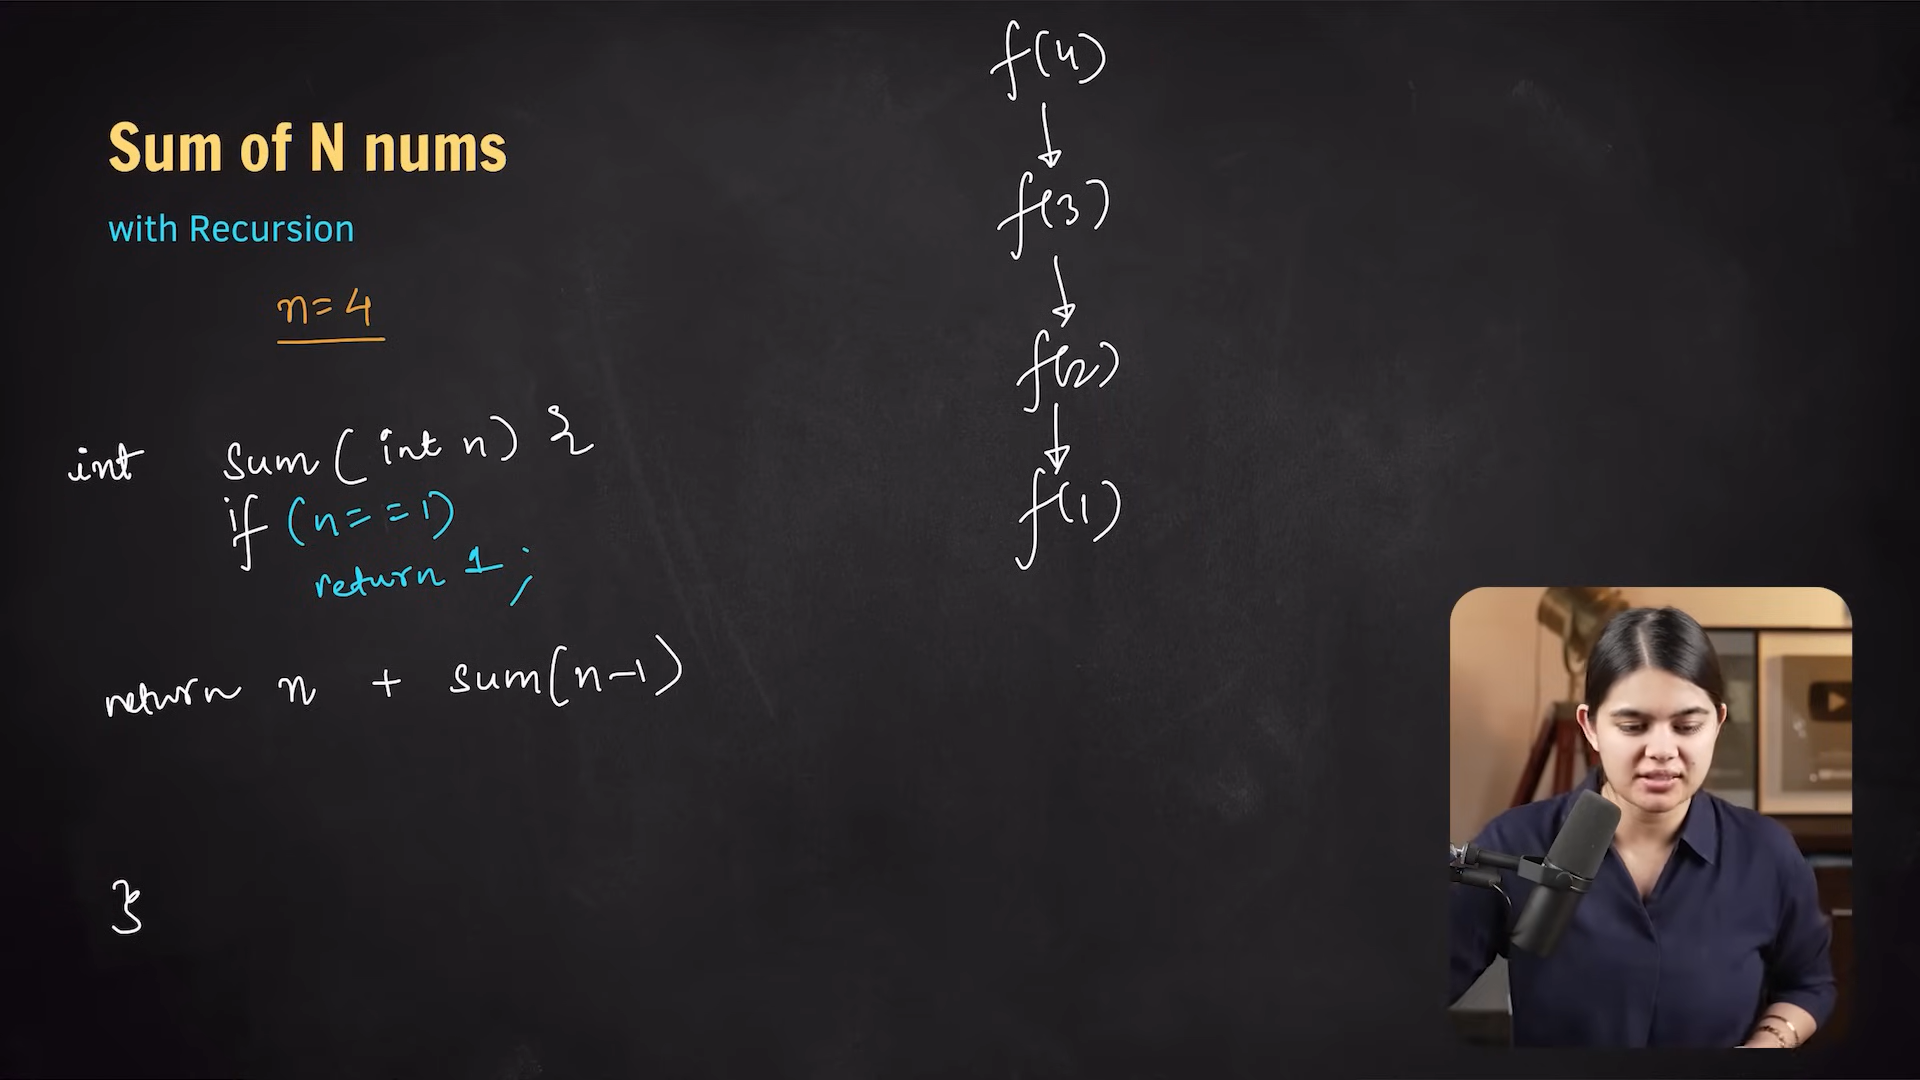 Sum of N nums
with Recursion
n=4
int sum(int n) {
if (n==1)
return 1;
return n + sum(n-1)
}
f(4)
f(3)
f(2)
f(1)